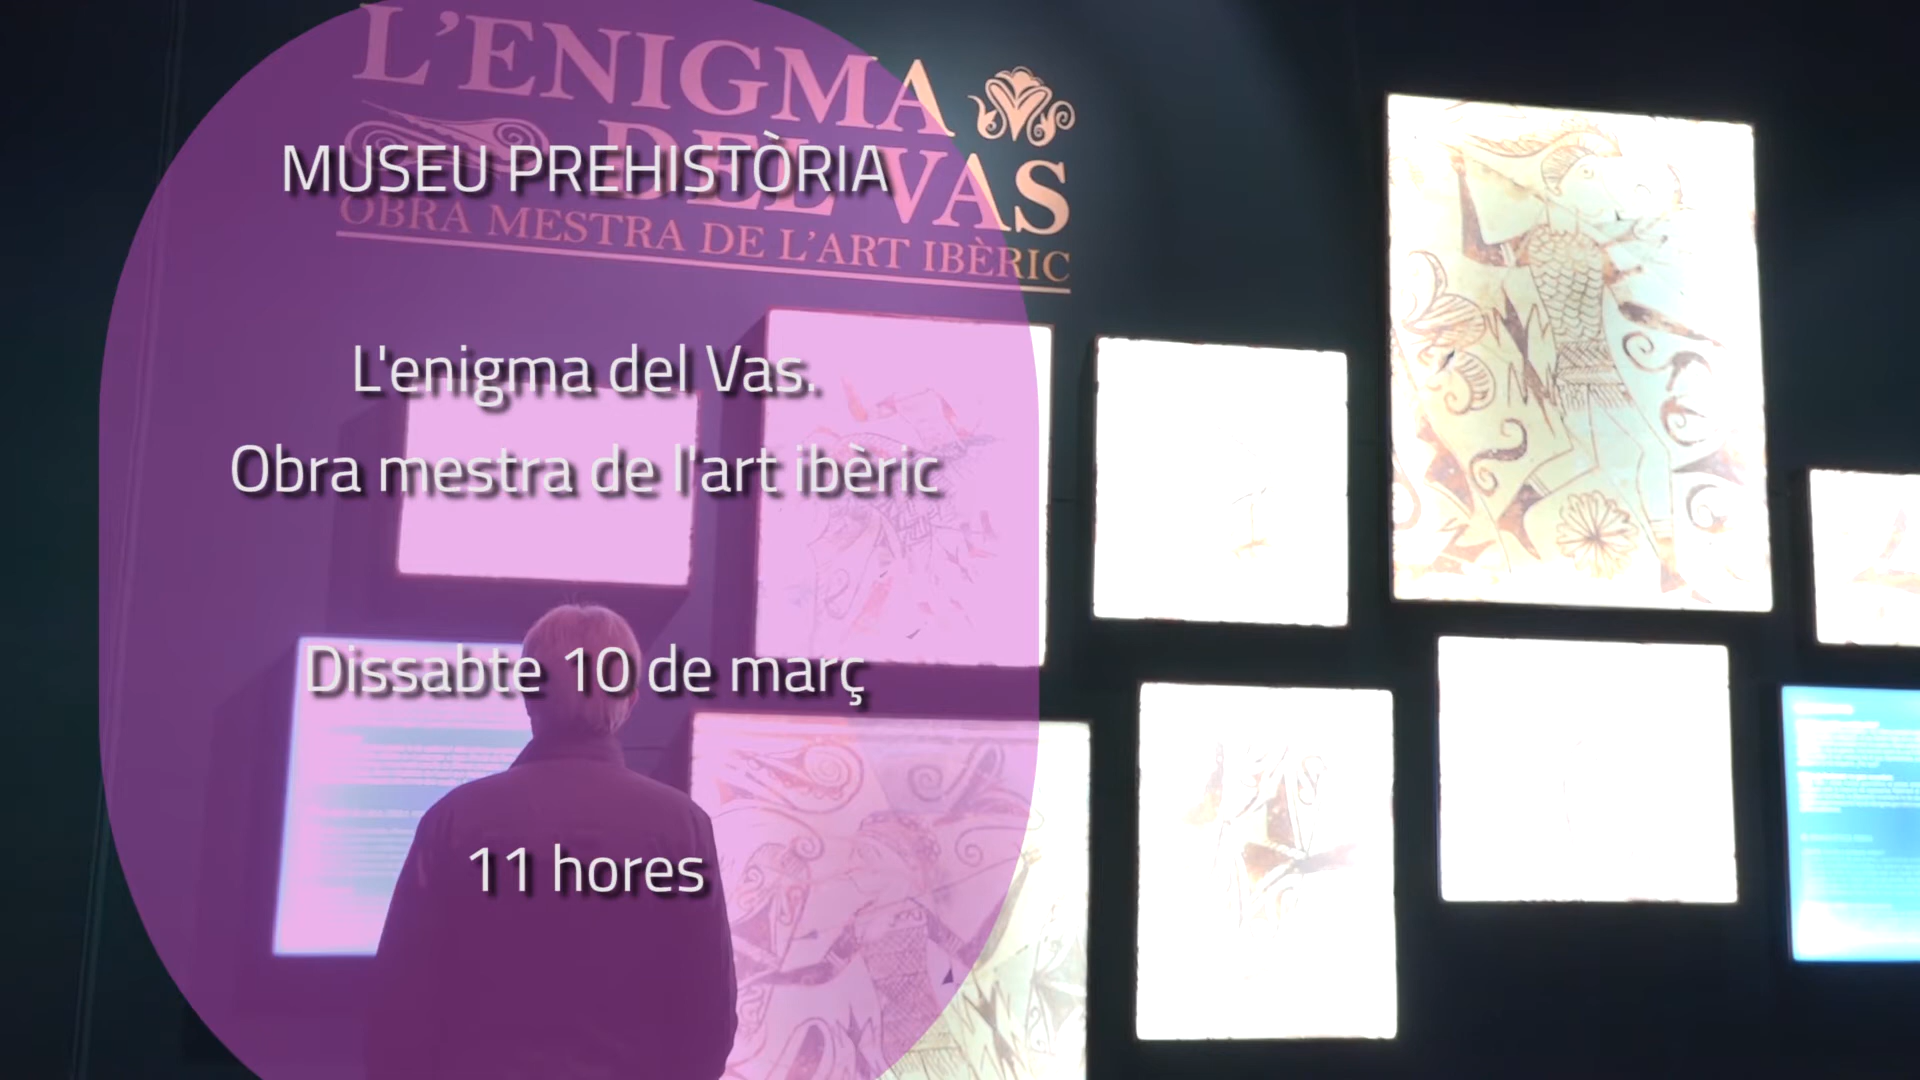 L'ENIGMA
DEL VAS
OBRA MESTRA DE L'ART IBÈRIC
MUSEU PREHISTÒRIA
L'enigma del Vas.
Obra mestra de l'art ibèric
Dissabte 10 de març
11 hores